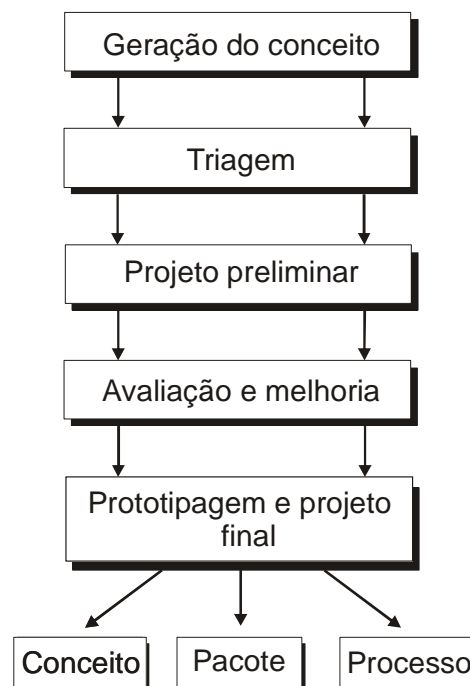 Geração do conceito
Triagem
Projeto preliminar
Avaliação e melhoria
Prototipagem e projeto
final
Conceito
Pacote
Processo